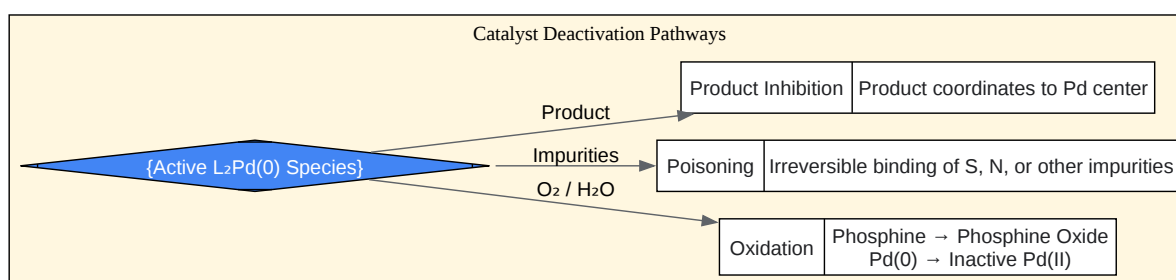 Catalyst Deactivation Pathways
Product Inhibition
Product coordinates to Pd center
Product
{Active L₂Pd(0) Species}
Impurities
Poisoning
Irreversible binding of S, N, or other impurities
O₂ / H₂O
Oxidation
Phosphine → Phosphine Oxide
Pd(0) → Inactive Pd(II)